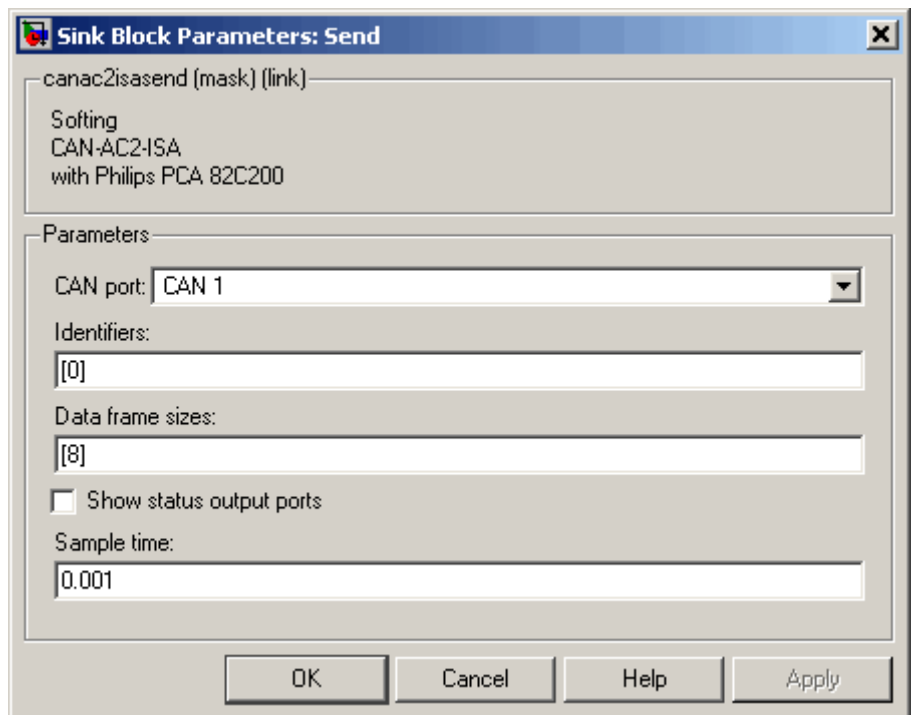 Sink Block Parameters: Send
canac2isasend (mask) (link)
Softing
CAN-AC2-ISA
with Philips PCA 82C200
Parameters
CAN port: CAN 1
Identifiers:
[0]
Data frame sizes:
[8]
Show status output ports
Sample time:
0.001
OK Cancel Help Apply